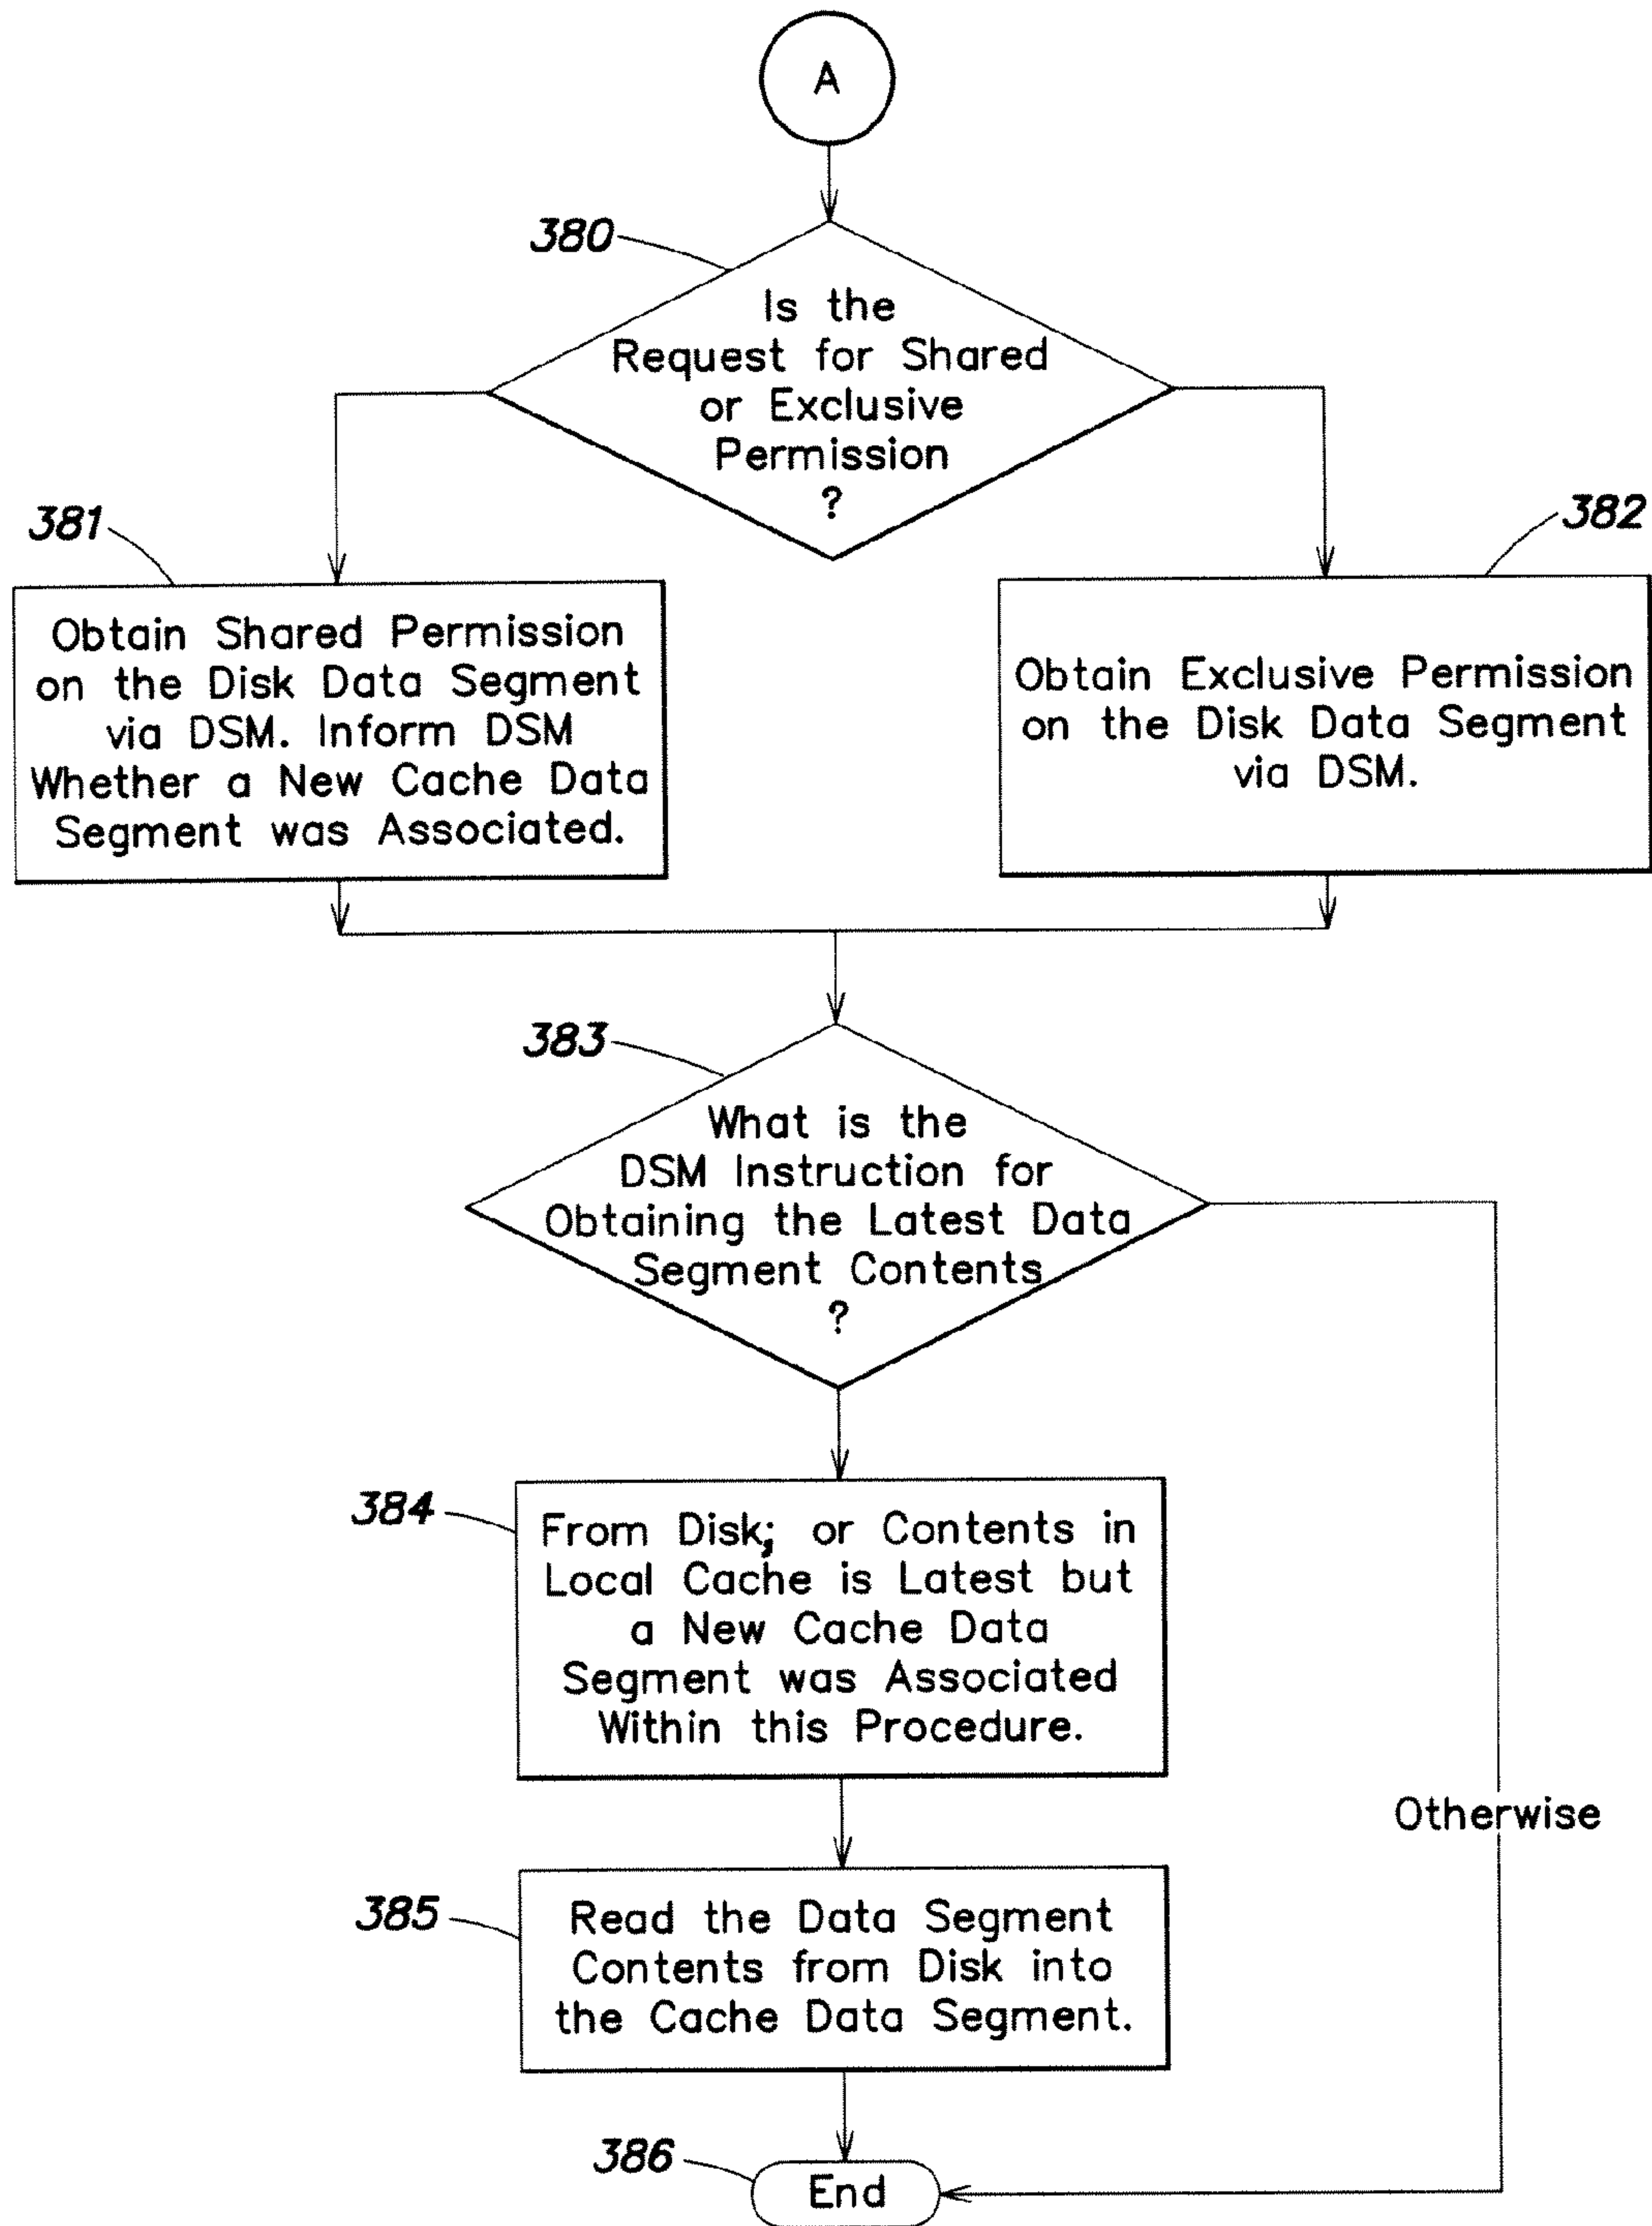 A
380
Is the
Request for Shared
or Exclusive
Permission
?
381
Obtain Shared Permission
on the Disk Data Segment
via DSM. Inform DSM
Whether a New Cache Data
Segment was Associated.
382
Obtain Exclusive Permission
on the Disk Data Segment
via DSM.
383
What is the
DSM Instruction for
Obtaining the Latest Data
Segment Contents
?
384
From Disk; or Contents in
Local Cache is Latest but
a New Cache Data
Segment was Associated
Within this Procedure.
Otherwise
385
Read the Data Segment
Contents from Disk into
the Cache Data Segment.
386
End